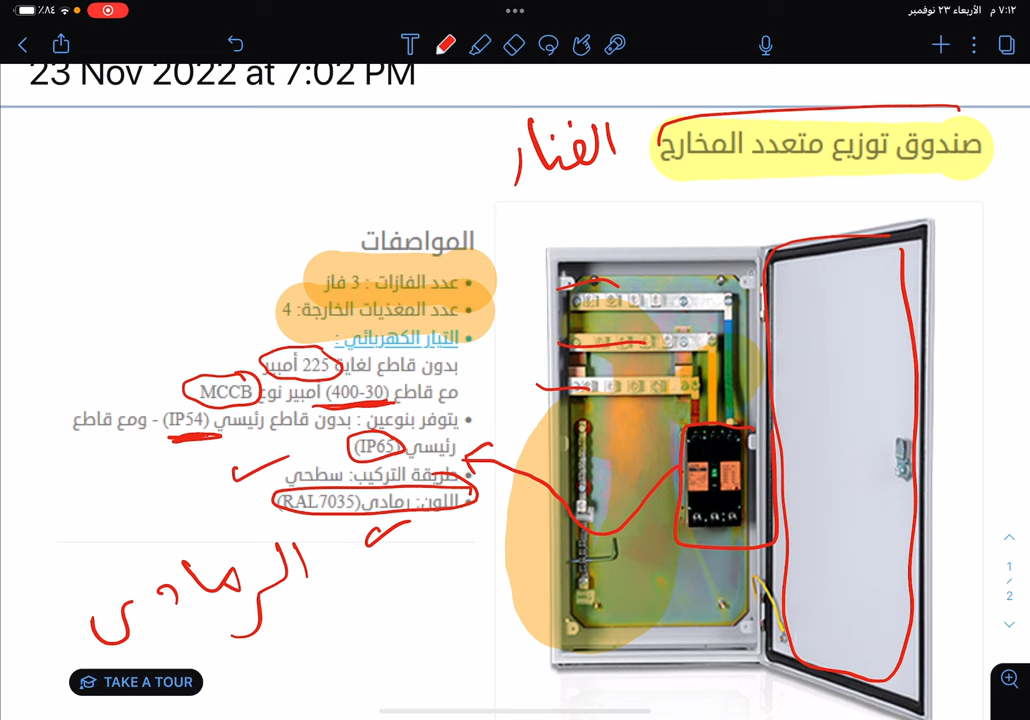 ٪٨٤
٧:١٢ م الأربعاء ٢٣ نوفمبر
23 Nov 2022 at 7:02 PM
الفنار
صندوق توزيع متعدد المخارج
المواصفات
• عدد الفازات : 3 فاز
• عدد المغذيات الخارجة: 4
• التيار الكهربائي :
بدون قاطع لغاية 225 أمبير
مع قاطع (30-400) أمبير نوع MCCB
• يتوفر بنوعين : بدون قاطع رئيسي (IP54) - ومع قاطع
رئيسي (IP65)
• طريقة التركيب: سطحي
• اللون: رمادي(RAL7035)
الرمادي
1
/
2
TAKE A TOUR